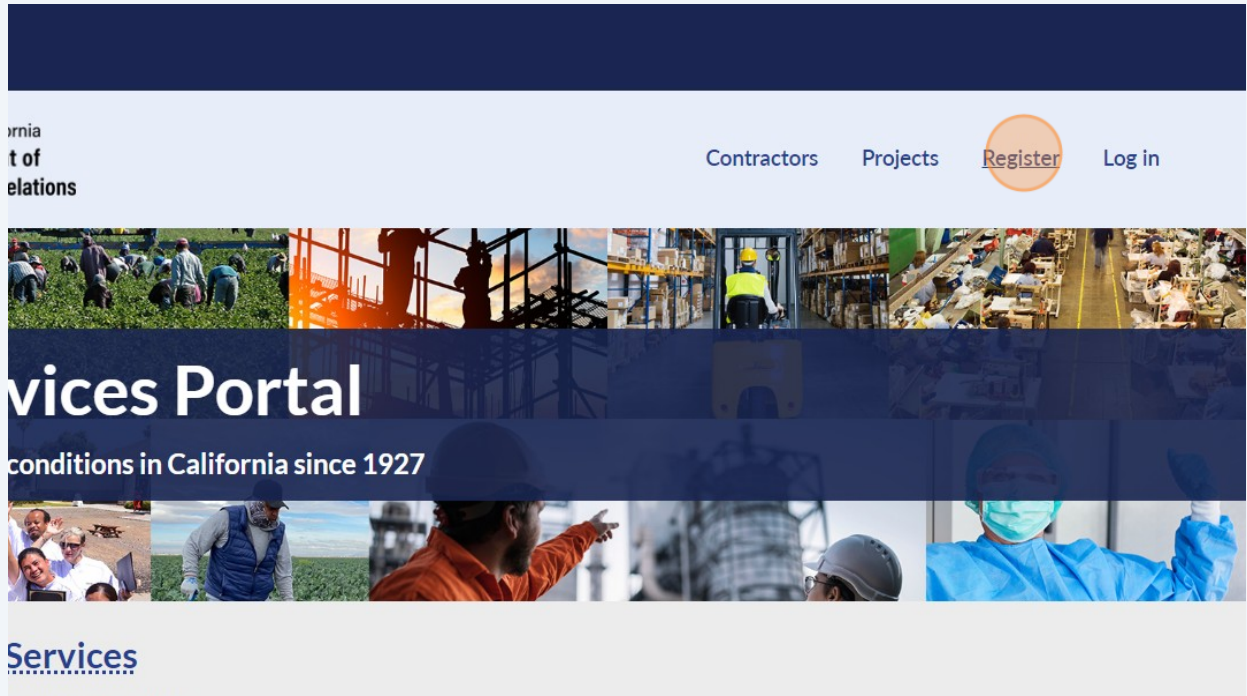 ornia
t of
elations
Contractors Projects Register Log in
vices Portal
conditions in California since 1927
Services